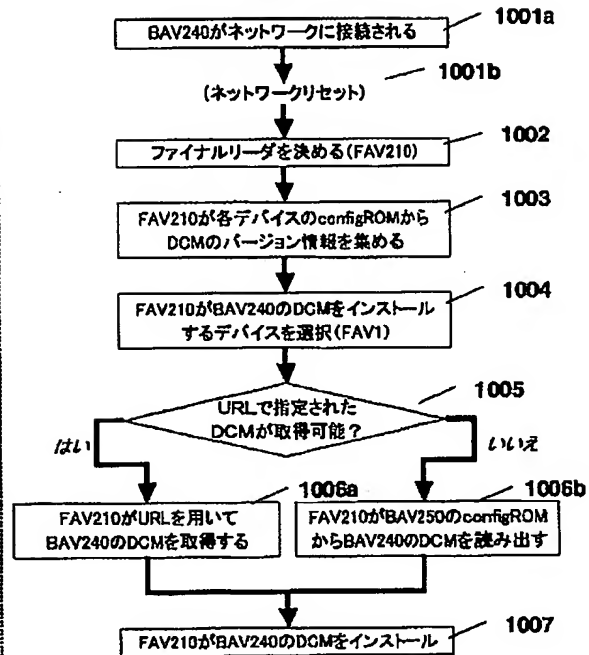 1001a
BAV240がネットワークに接続される
1001b
(ネットワークリセット)
1002
ファイナルリーダを決める(FAV210)
1003
FAV210が各デバイスのconfigROMから
DCMのバージョン情報を集める
1004
FAV210がBAV240のDCMをインストール
するデバイスを選択(FAV1)
1005
URLで指定された
DCMが取得可能？
はい
いいえ
1006a
FAV210がURLを用いて
BAV240のDCMを取得する
1006b
FAV210がBAV250のconfigROM
からBAV240のDCMを読み出す
1007
FAV210がBAV240のDCMをインストール